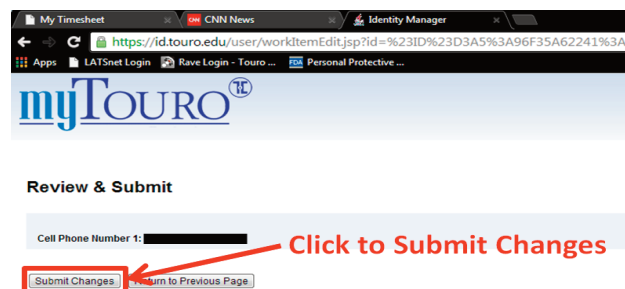 My Timesheet CNN News Identity Manager
https://id.touro.edu/user/workItemEdit.jsp?id=%23ID%23D3A5%3A96F35A62241%3A
Apps LATSnet Login Rave Login - Touro ... FDA Personal Protective ...
myTOURO
Review & Submit
Cell Phone Number 1:
Click to Submit Changes
Submit Changes Return to Previous Page